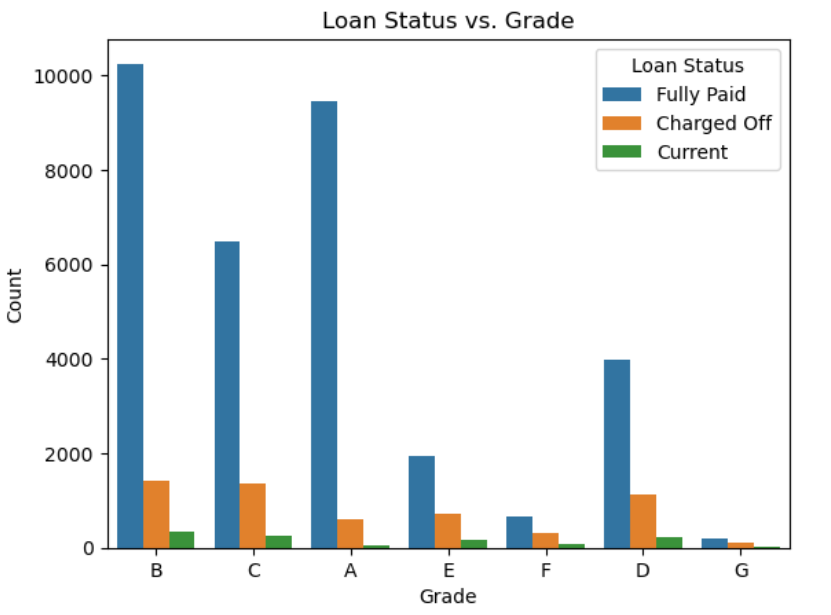 Loan Status vs. Grade
Loan Status
Fully Paid
Charged Off
Current
Count
10000
8000
6000
4000
2000
0
B C A E F D G
Grade